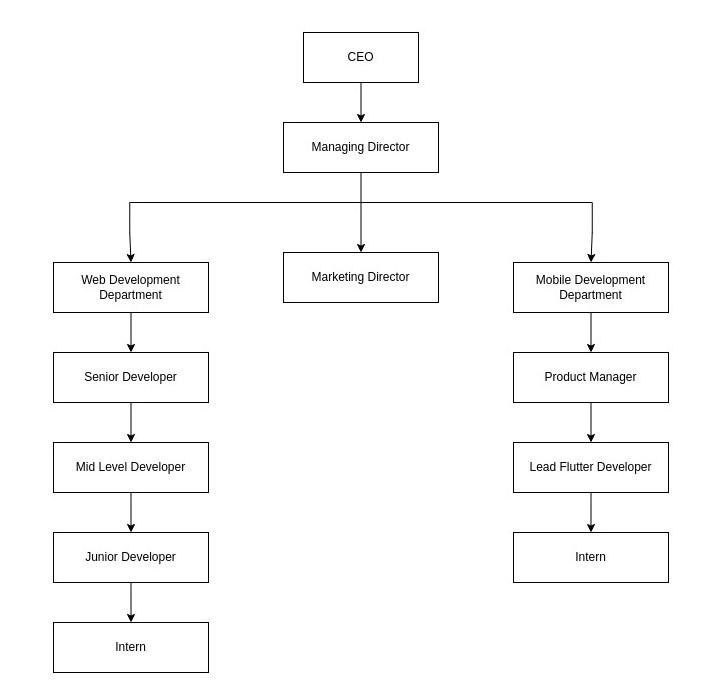 CEO
Managing Director
Web Development
Department
Marketing Director
Mobile Development
Department
Senior Developer
Product Manager
Mid Level Developer
Lead Flutter Developer
Junior Developer
Intern
Intern